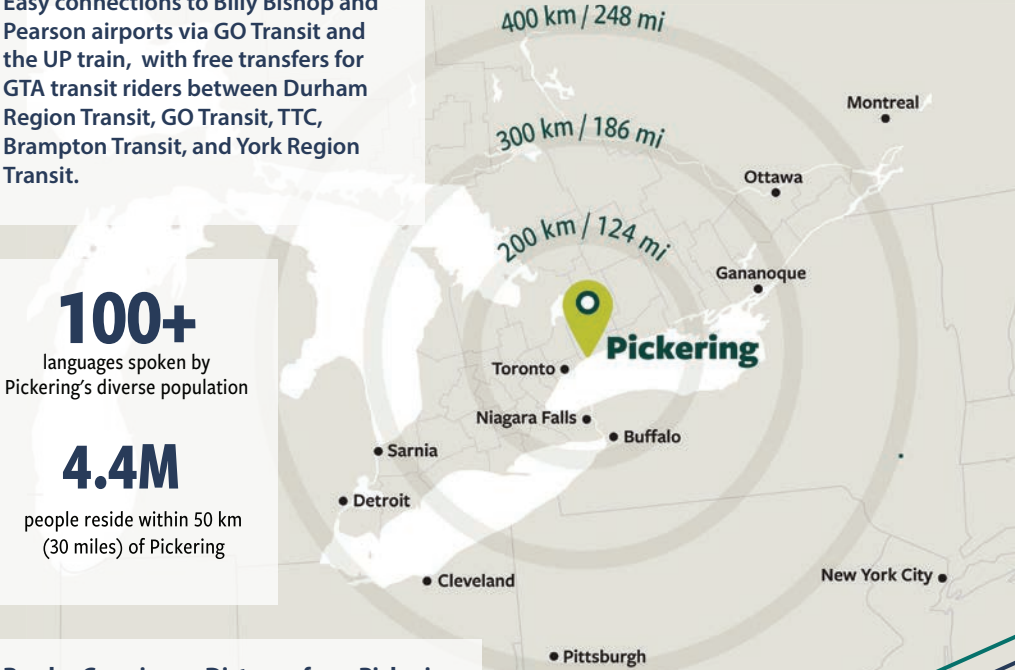 Easy connections to Billy Bishop and
Pearson airports via GO Transit and
the UP train, with free transfers for
GTA transit riders between Durham
Region Transit, GO Transit, TTC,
Brampton Transit, and York Region
Transit.
100+
languages spoken by
Pickering's diverse population
4.4M
people reside within 50 km
(30 miles) of Pickering
400 km / 248 mi
300 km / 186 mi
200 km / 124 mi
Montreal
Ottawa
Gananoque
Pickering
Toronto
Niagara Falls
Buffalo
Sarnia
Detroit
Cleveland
New York City
Pittsburgh